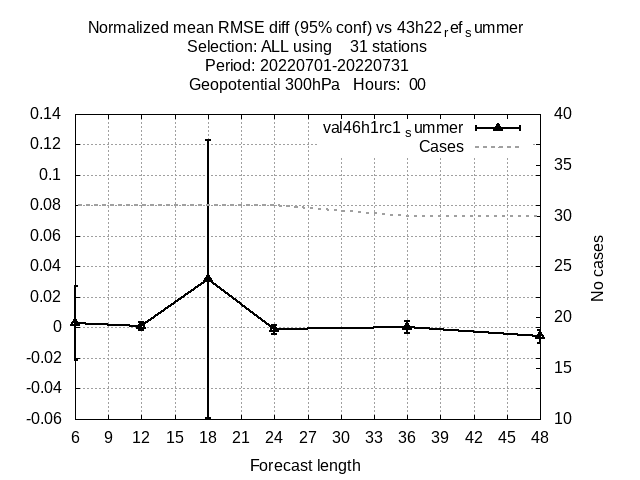 Normalized mean RMSE diff (95% conf) vs 43h22refsummer
Selection: ALL using 31 stations
Period: 20220701-20220731
Geopotential 300hPa Hours: 00
val46h1rc1summer
Cases
0.14
0.12
0.1
0.08
0.06
0.04
0.02
0
-0.02
-0.04
-0.06
40
35
30
25
20
15
10
No cases
6 9 12 15 18 21 24 27 30 33 36 39 42 45 48
Forecast length